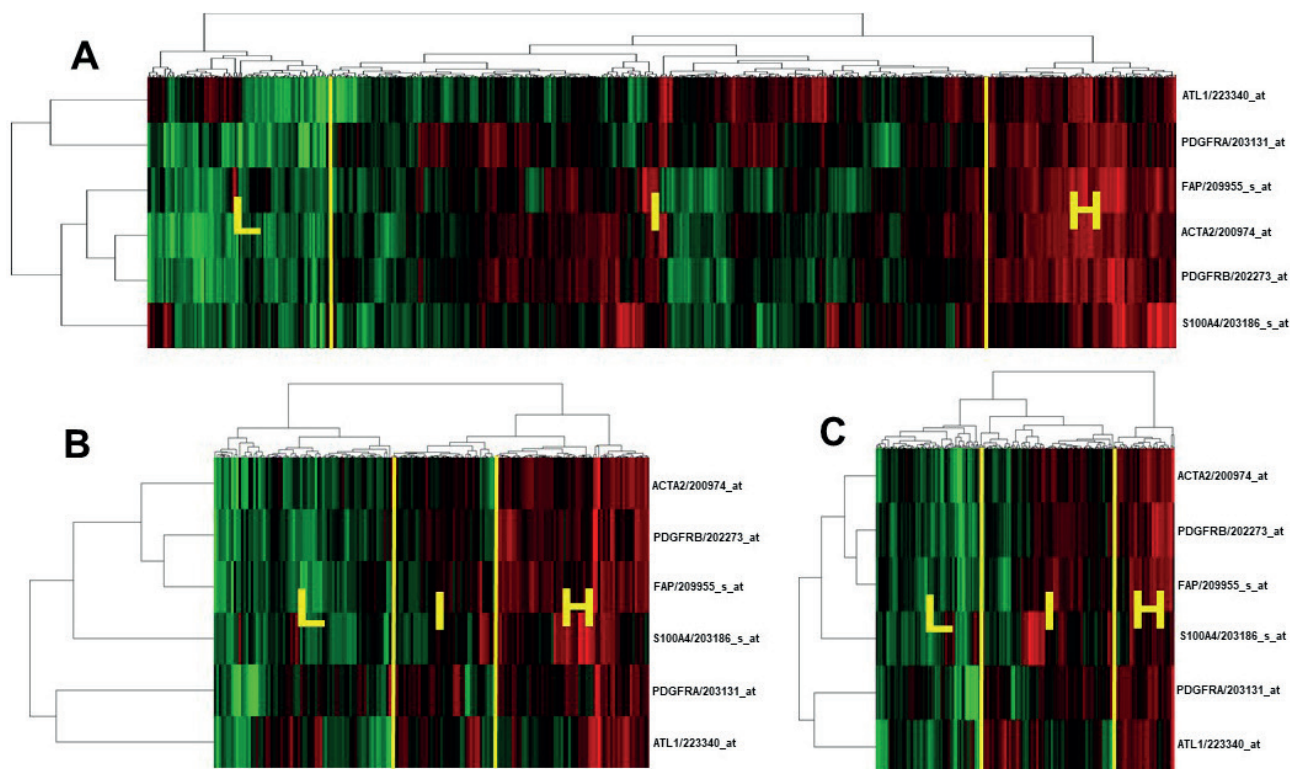 A
ATL1/223340_at
PDGFRA/203131_at
FAP/209955_s_at
L I H
ACTA2/200974_at
PDGFRB/202273_at
S100A4/203186_s_at
B
ACTA2/200974_at
PDGFRB/202273_at
FAP/209955_s_at
L I H
S100A4/203186_s_at
PDGFRA/203131_at
ATL1/223340_at
C
ACTA2/200974_at
PDGFRB/202273_at
FAP/209955_s_at
L I H
S100A4/203186_s_at
PDGFRA/203131_at
ATL1/223340_at